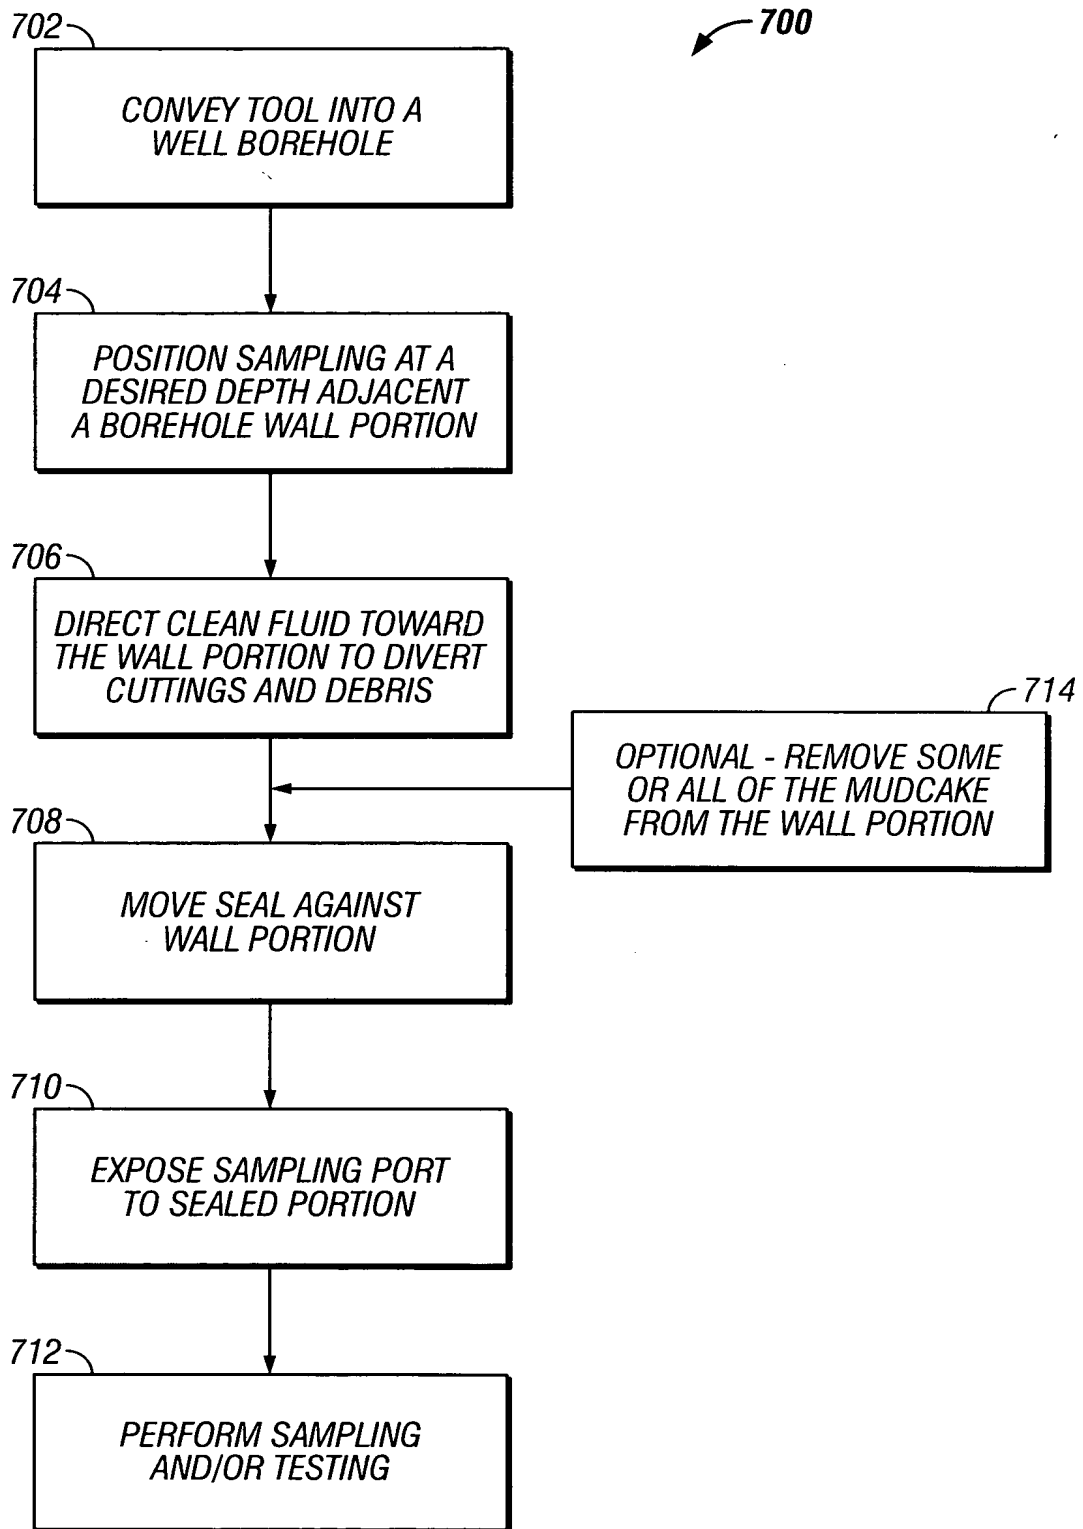 700
702
CONVEY TOOL INTO A
WELL BOREHOLE
704
POSITION SAMPLING AT A
DESIRED DEPTH ADJACENT
A BOREHOLE WALL PORTION
706
DIRECT CLEAN FLUID TOWARD
THE WALL PORTION TO DIVERT
CUTTINGS AND DEBRIS
714
OPTIONAL - REMOVE SOME
OR ALL OF THE MUDCAKE
FROM THE WALL PORTION
708
MOVE SEAL AGAINST
WALL PORTION
710
EXPOSE SAMPLING PORT
TO SEALED PORTION
712
PERFORM SAMPLING
AND/OR TESTING